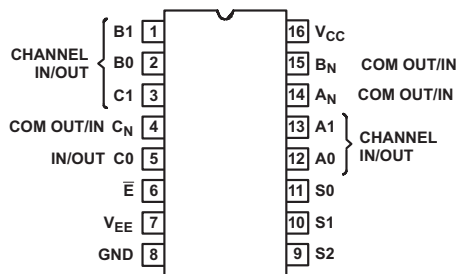 B1 1 16 VCC
CHANNEL IN/OUT B0 2 15 BN COM OUT/IN
C1 3 14 AN COM OUT/IN
COM OUT/IN CN 4 13 A1 CHANNEL IN/OUT
IN/OUT C0 5 12 A0
E̅ 6 11 S0
VEE 7 10 S1
GND 8 9 S2